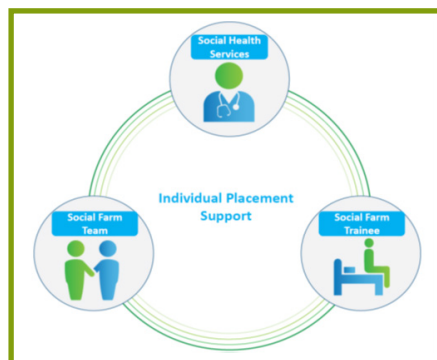 Social Health
Services
Individual Placement
Support
Social Farm
Team
Social Farm
Trainee